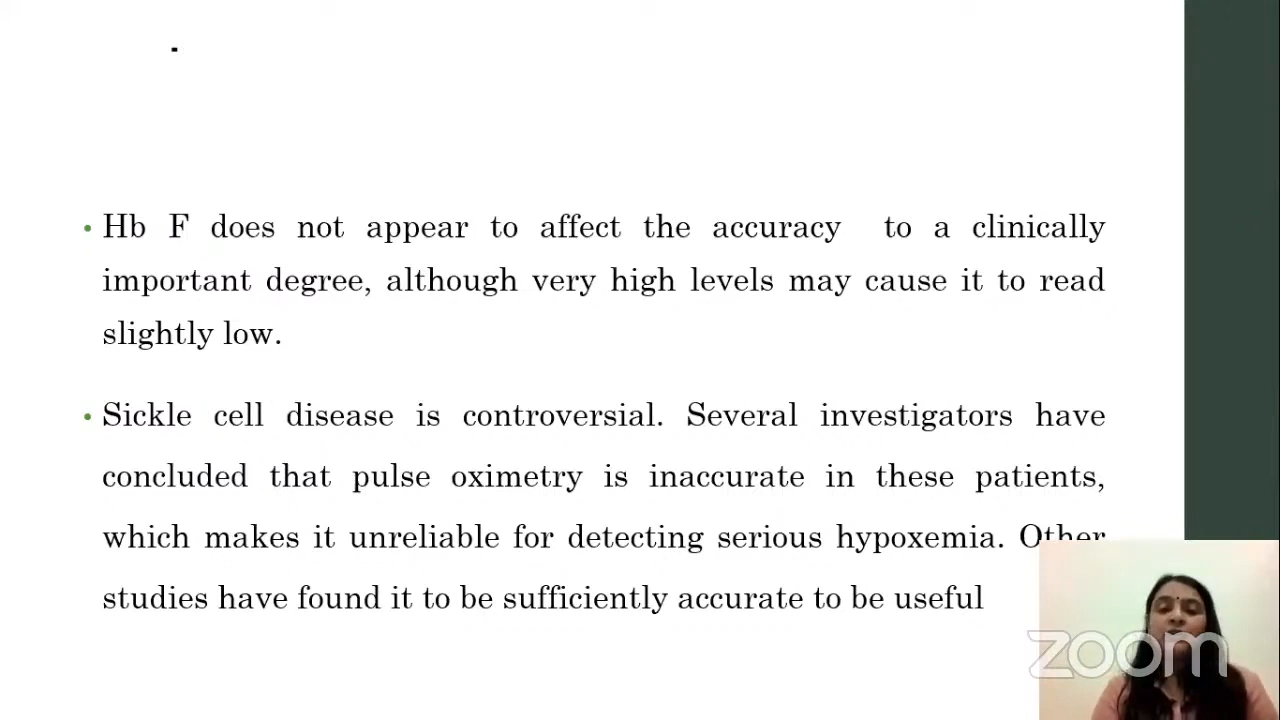 • Hb F does not appear to affect the accuracy to a clinically
important degree, although very high levels may cause it to read
slightly low.
• Sickle cell disease is controversial. Several investigators have
concluded that pulse oximetry is inaccurate in these patients,
which makes it unreliable for detecting serious hypoxemia. Other
studies have found it to be sufficiently accurate to be useful
zoom